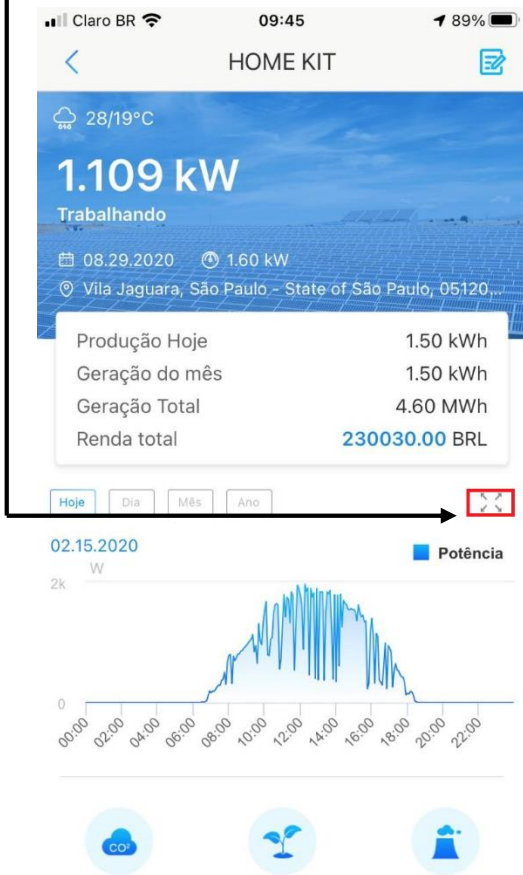 Claro BR 09:45 89%
HOME KIT
28/19°C
1.109 kW
Trabalhando
08.29.2020 1.60 kW
Vila Jaguara, São Paulo - State of São Paulo, 05120...
Produção Hoje 1.50 kWh
Geração do mês 1.50 kWh
Geração Total 4.60 MWh
Renda total 230030.00 BRL
Hoje Dia Mês Ano
02.15.2020 Potência
W
2k
0
00:00 02:00 04:00 06:00 08:00 10:00 12:00 14:00 16:00 18:00 20:00 22:00
CO²